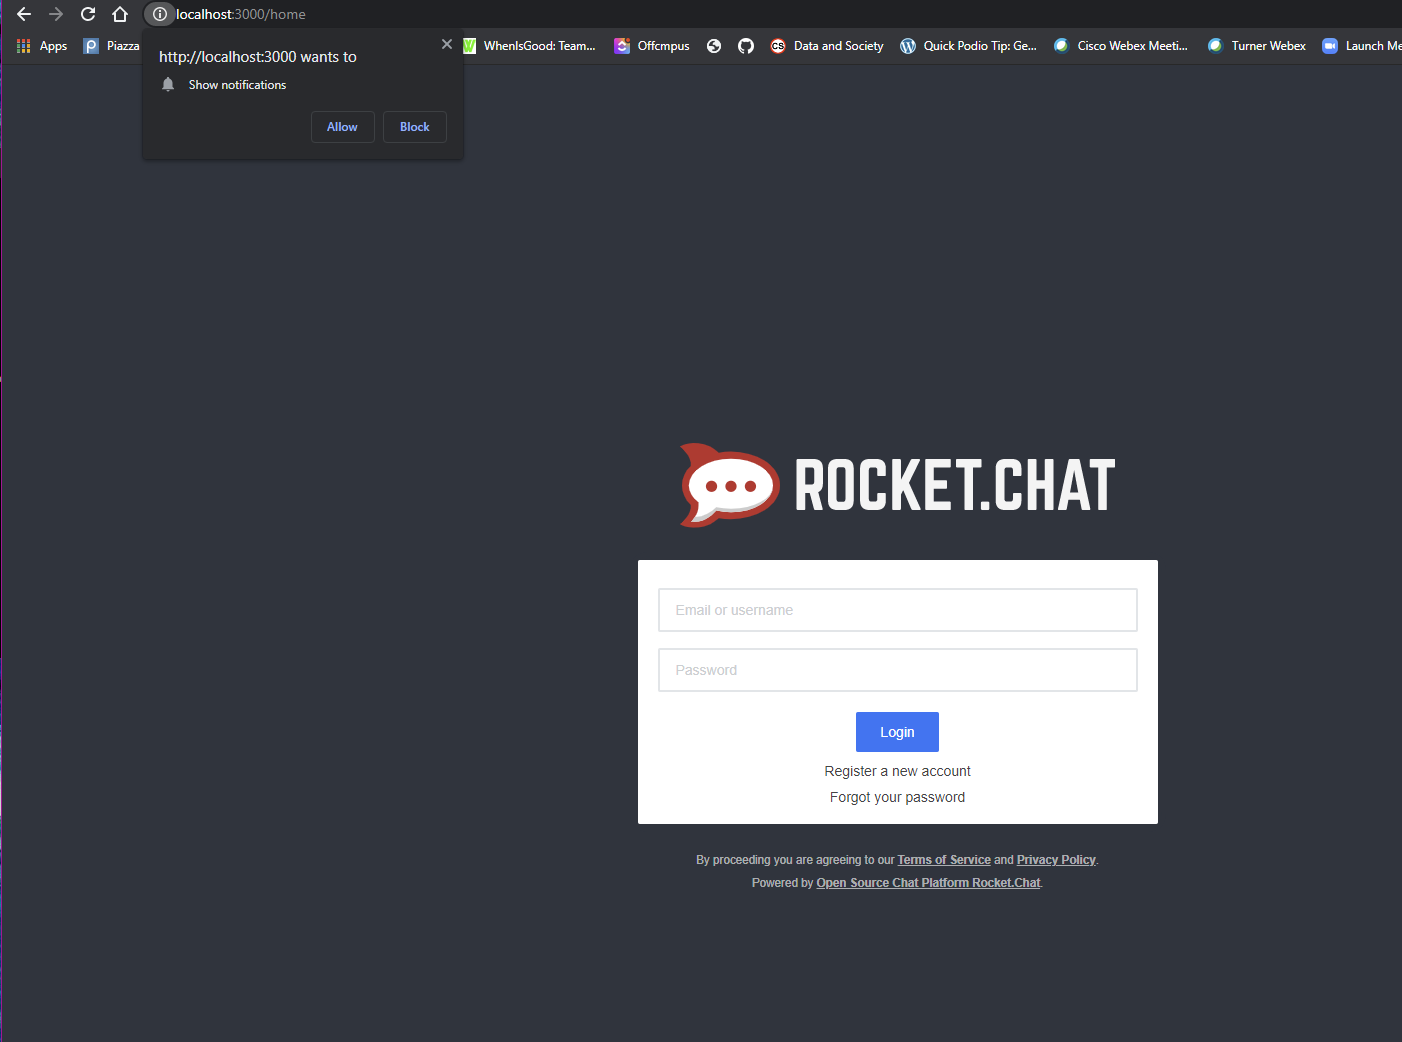 localhost:3000/home
Apps Piazza WhenIsGood: Team... Offcmpus Data and Society Quick Podio Tip: Ge... Cisco Webex Meeti... Turner Webex Launch Me
http://localhost:3000 wants to
Show notifications
Allow Block
ROCKET.CHAT
Email or username
Password
Login
Register a new account
Forgot your password
By proceeding you are agreeing to our Terms of Service and Privacy Policy.
Powered by Open Source Chat Platform Rocket.Chat.